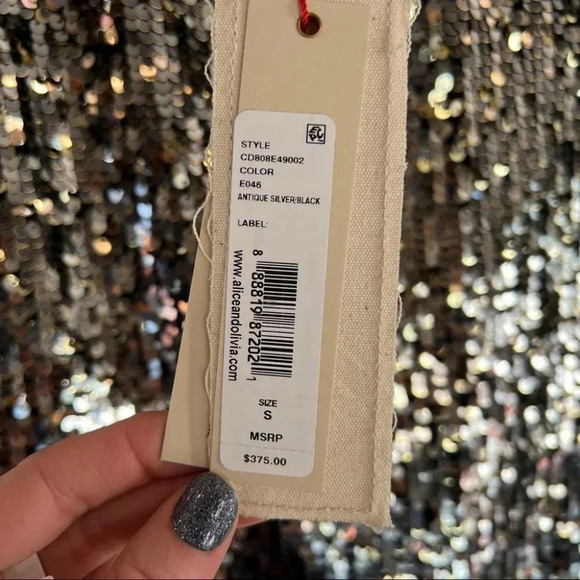 STYLE
CD808E49002
COLOR
E046
ANTIQUE SILVER/BLACK
LABEL:
8 88819 87202 1
www.aliceandolivia.com
SIZE
S
MSRP
$375.00